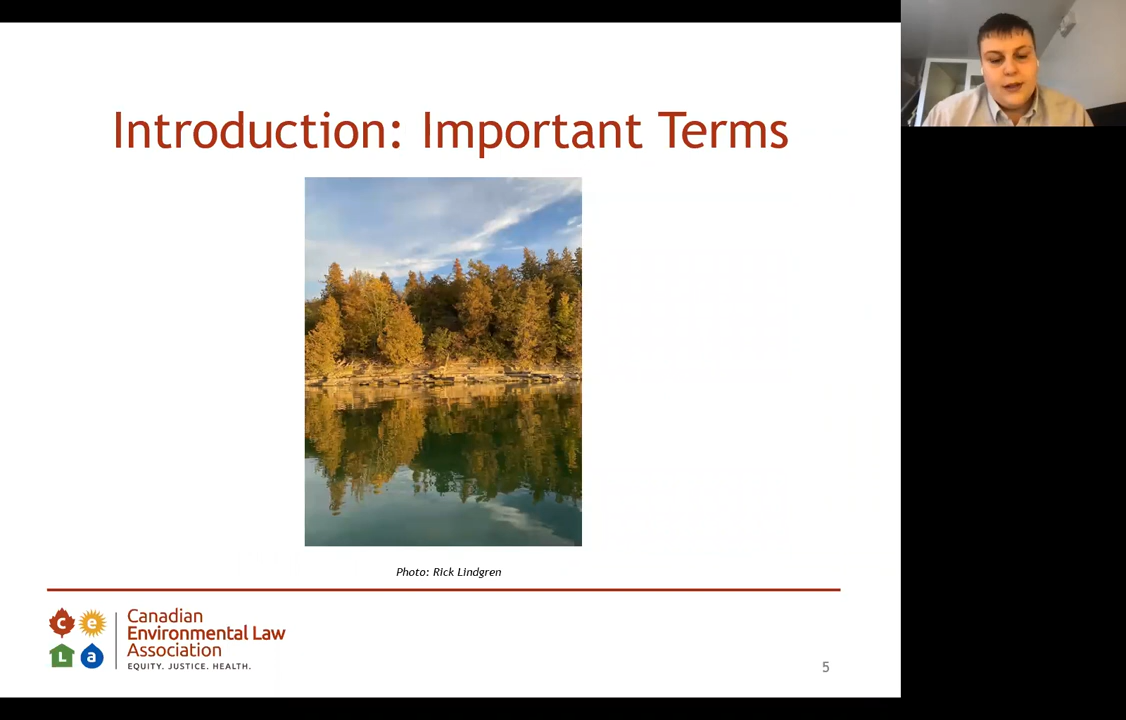 Introduction: Important Terms
Photo: Rick Lindgren
c e
L a
Canadian
Environmental Law
Association
EQUITY. JUSTICE. HEALTH.
5